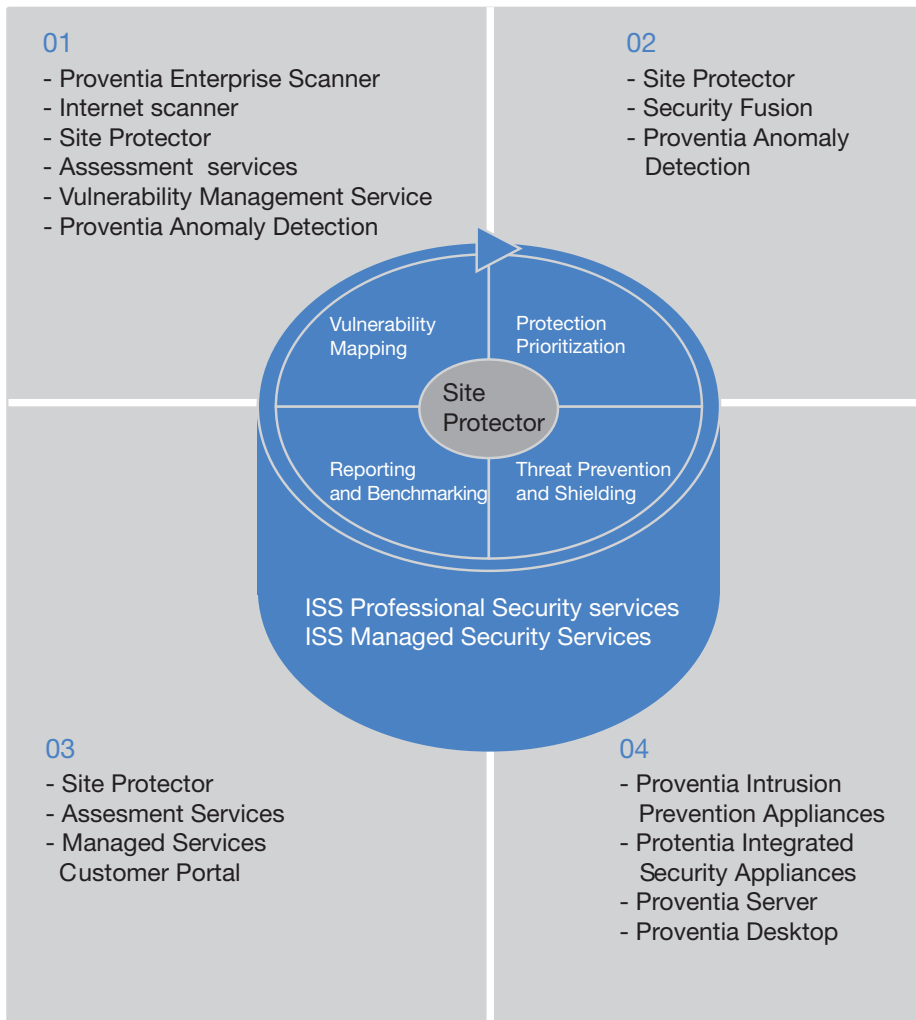 01
- Proventia Enterprise Scanner
- Internet scanner
- Site Protector
- Assessment services
- Vulnerability Management Service
- Proventia Anomaly Detection
02
- Site Protector
- Security Fusion
- Proventia Anomaly
Detection
Vulnerability
Mapping
Protection
Prioritization
Site
Protector
Reporting
and Benchmarking
Threat Prevention
and Shielding
ISS Professional Security services
ISS Managed Security Services
03
- Site Protector
- Assesment Services
- Managed Services
Customer Portal
04
- Proventia Intrusion
Prevention Appliances
- Protentia Integrated
Security Appliances
- Proventia Server
- Proventia Desktop